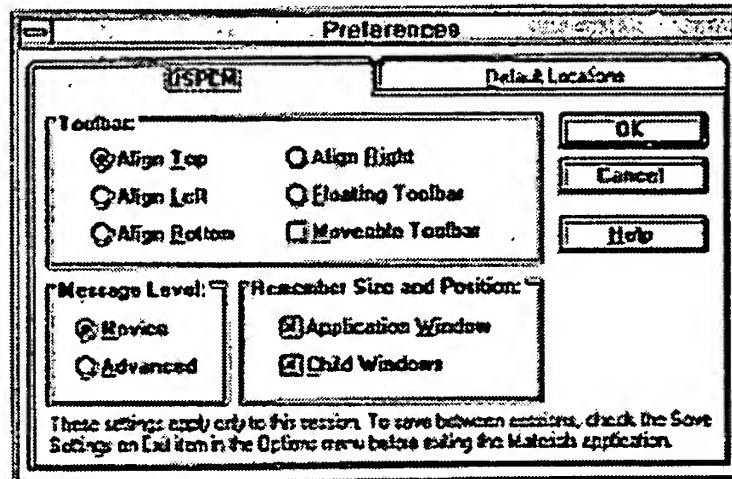 Preferences
USPCM
Default Locations
Toolbar:
Align Top
Align Right
Align Left
Floating Toolbar
Align Bottom
Moveable Toolbar
OK
Cancel
Help
Message Level:
Novice
Advanced
Remember Size and Position:
Application Window
Child Windows
These settings apply only to this session. To save between sessions, check the Save
Settings on Exit item in the Options menu before exiting the Materials application.